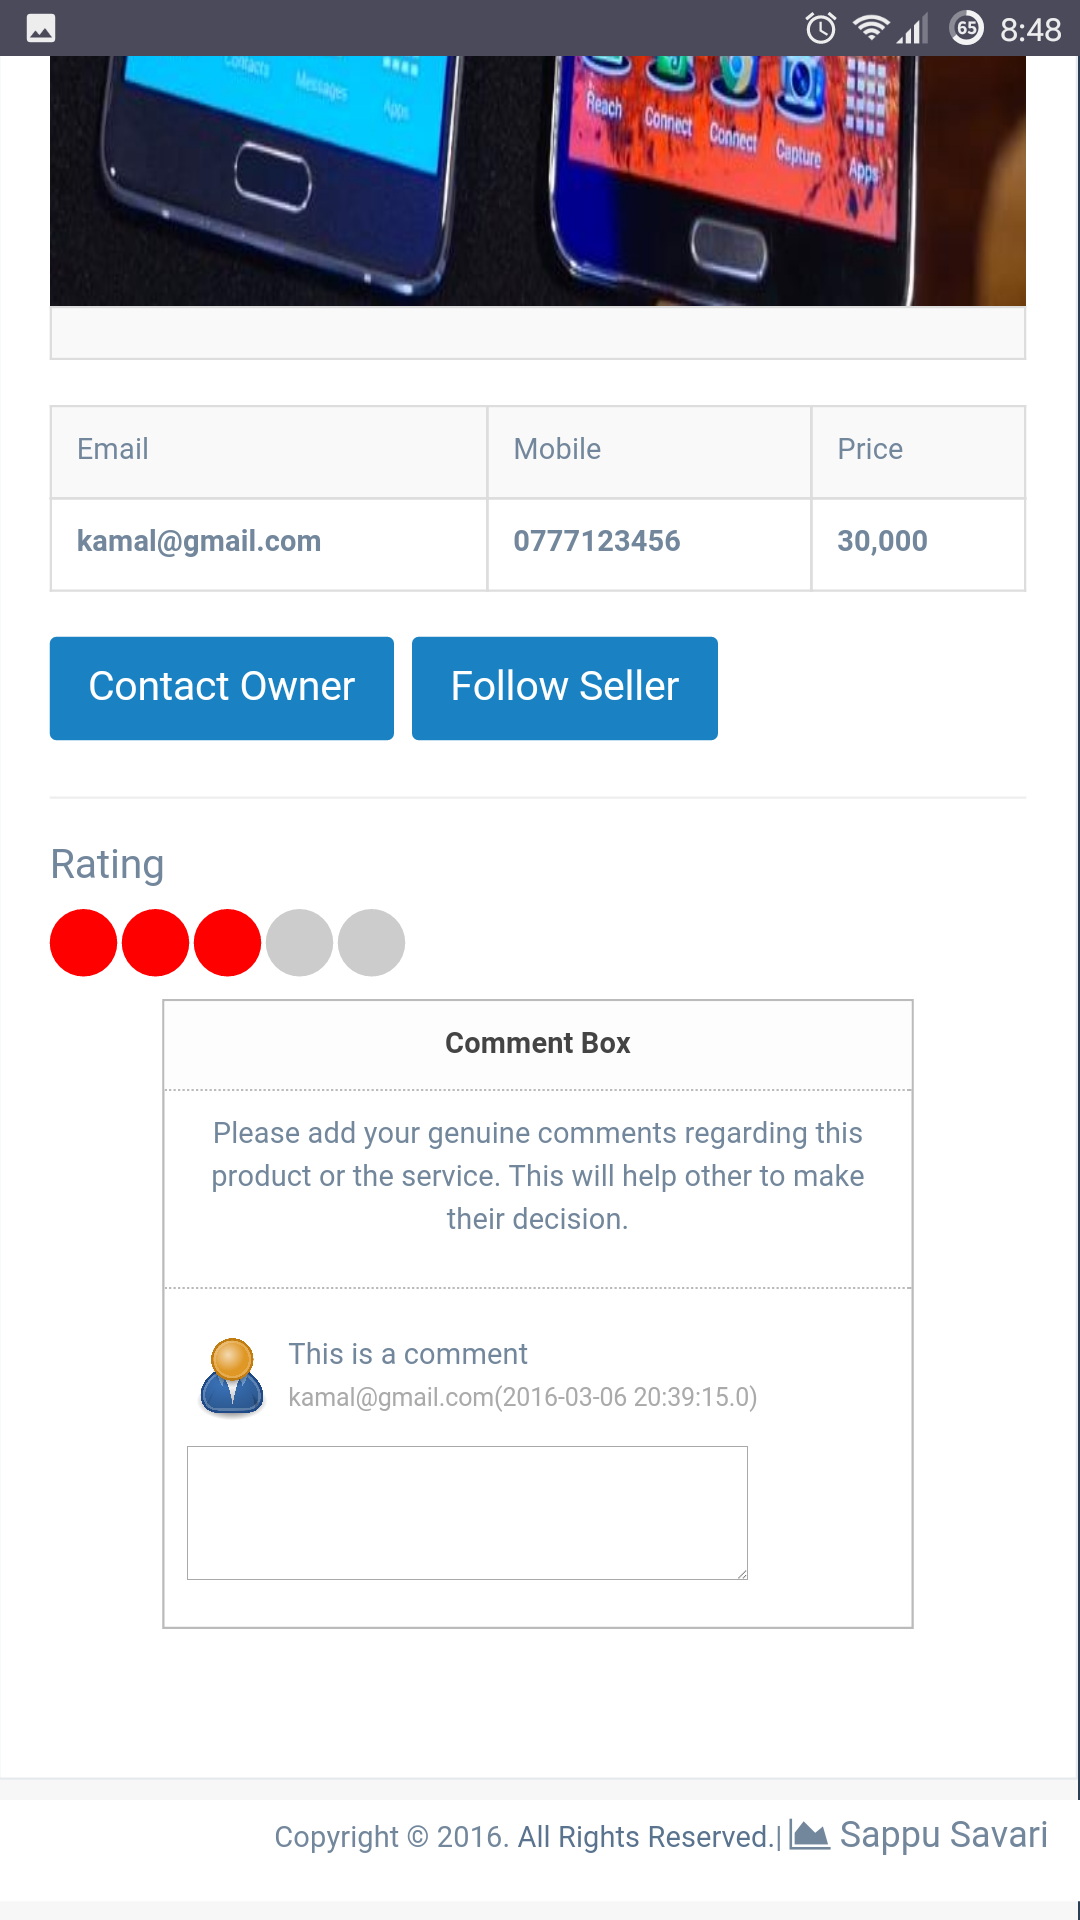 65 8:48
Contacts Messages Apps
Reach Connect Connect Capture Apps
Email Mobile Price
kamal@gmail.com 0777123456 30,000
Contact Owner Follow Seller
Rating
Comment Box
Please add your genuine comments regarding this
product or the service. This will help other to make
their decision.
This is a comment
kamal@gmail.com(2016-03-06 20:39:15.0)
Copyright © 2016. All Rights Reserved.| Sappu Savari